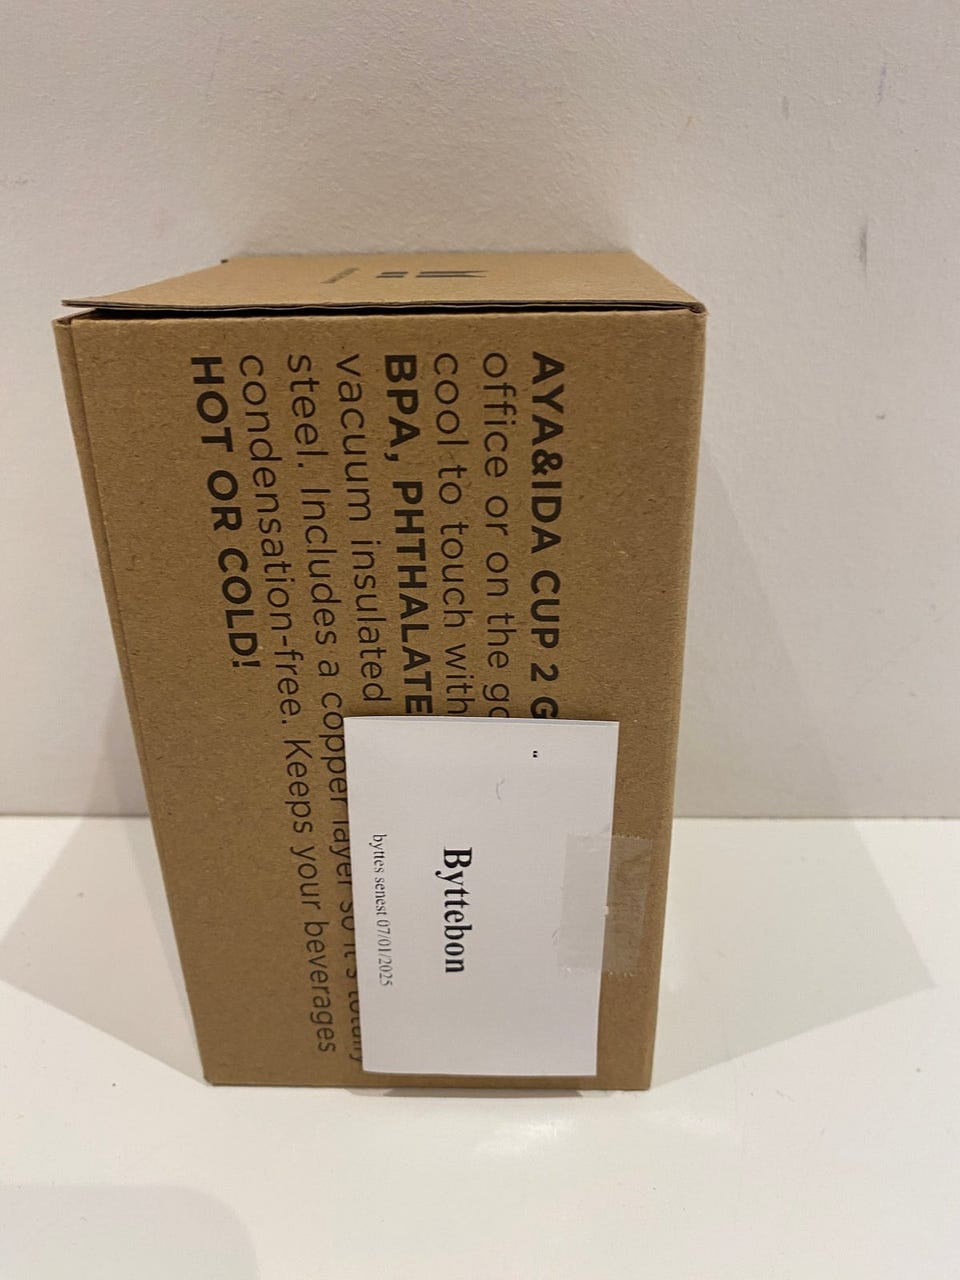 AYA&IDA CUP 2 G
office or on the go
cool to touch with
BPA, PHTHALATE
vacuum insulated
steel. Includes a copper layer so it's totally
condensation-free. Keeps your beverages
HOT OR COLD!
"
Byttebon
byttes senest 07/01/2025